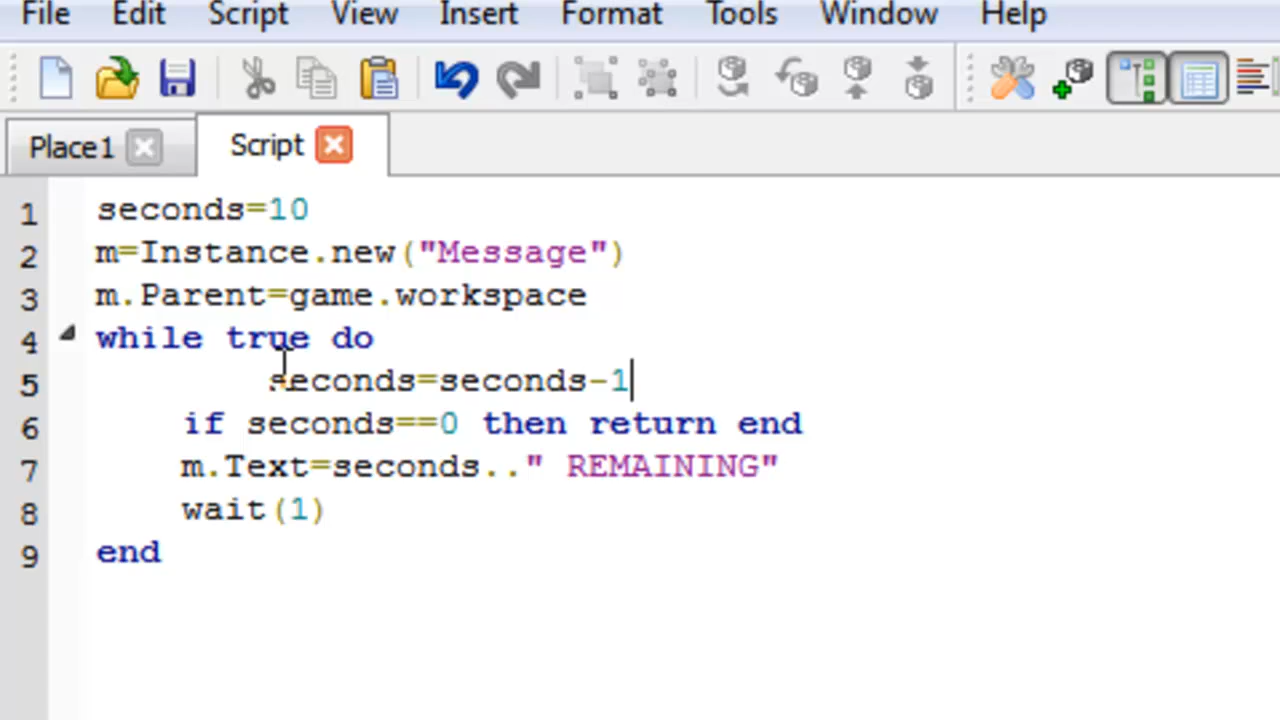 File Edit Script View Insert Format Tools Window Help
Place1 Script
1 seconds=10
2 m=Instance.new("Message")
3 m.Parent=game.workspace
4 while true do
5 seconds=seconds-1
6 if seconds==0 then return end
7 m.Text=seconds.." REMAINING"
8 wait(1)
9 end